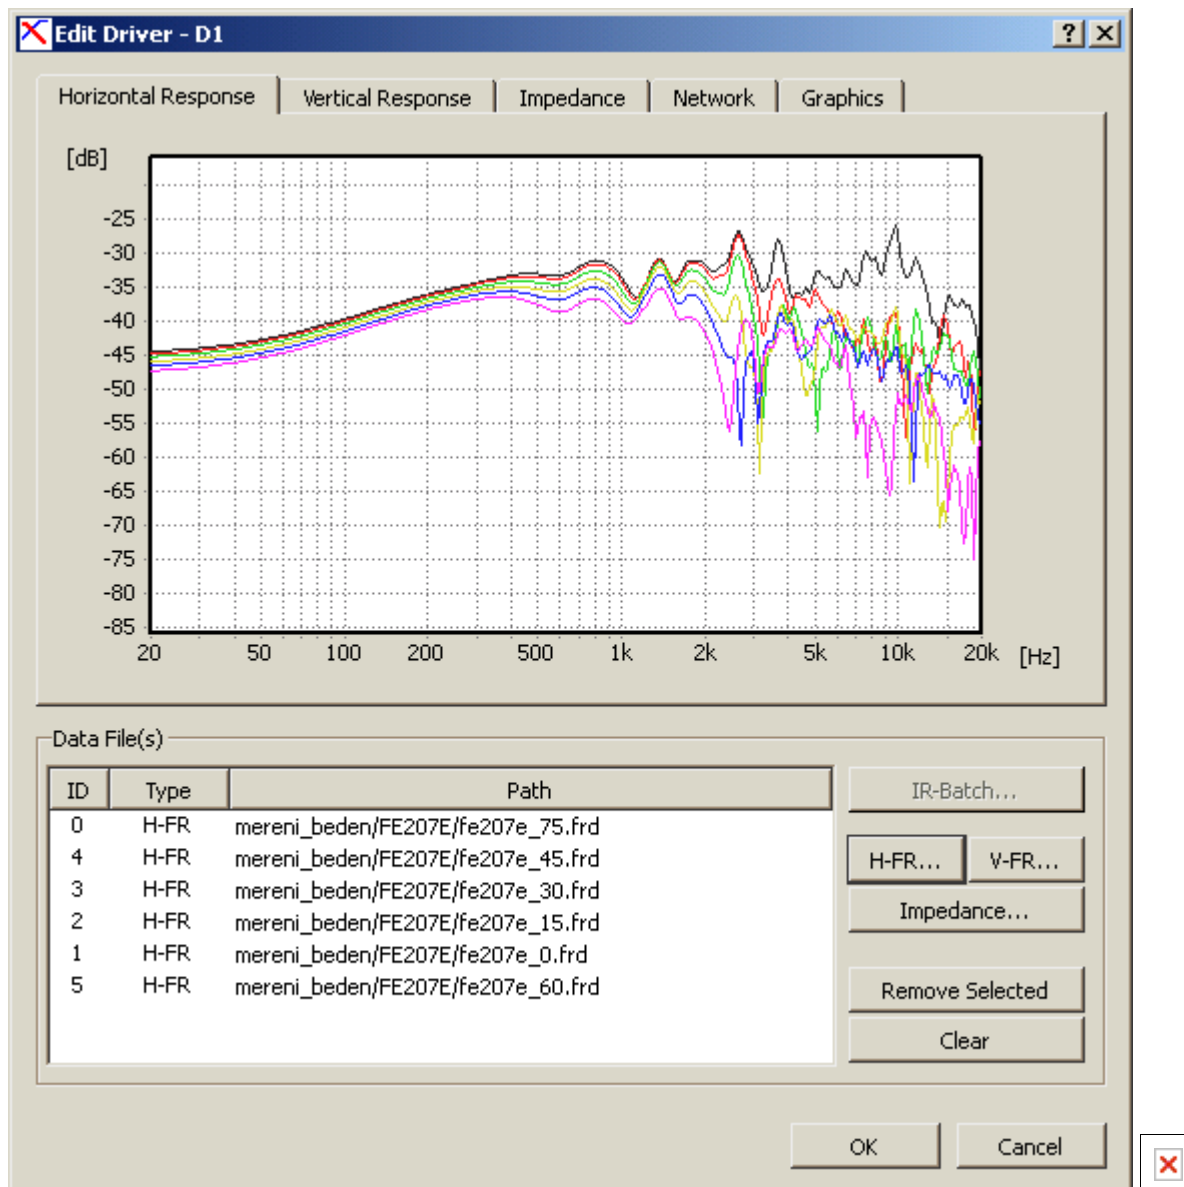 Edit Driver - D1
?
Horizontal Response Vertical Response Impedance Network Graphics
[dB]
-25
-30
-35
-40
-45
-50
-55
-60
-65
-70
-75
-80
-85
20 50 100 200 500 1k 2k 5k 10k 20k [Hz]
Data File(s)
ID Type Path
0 H-FR mereni_beden/FE207E/fe207e_75.frd
4 H-FR mereni_beden/FE207E/fe207e_45.frd
3 H-FR mereni_beden/FE207E/fe207e_30.frd
2 H-FR mereni_beden/FE207E/fe207e_15.frd
1 H-FR mereni_beden/FE207E/fe207e_0.frd
5 H-FR mereni_beden/FE207E/fe207e_60.frd
IR-Batch...
H-FR... V-FR...
Impedance...
Remove Selected
Clear
OK Cancel